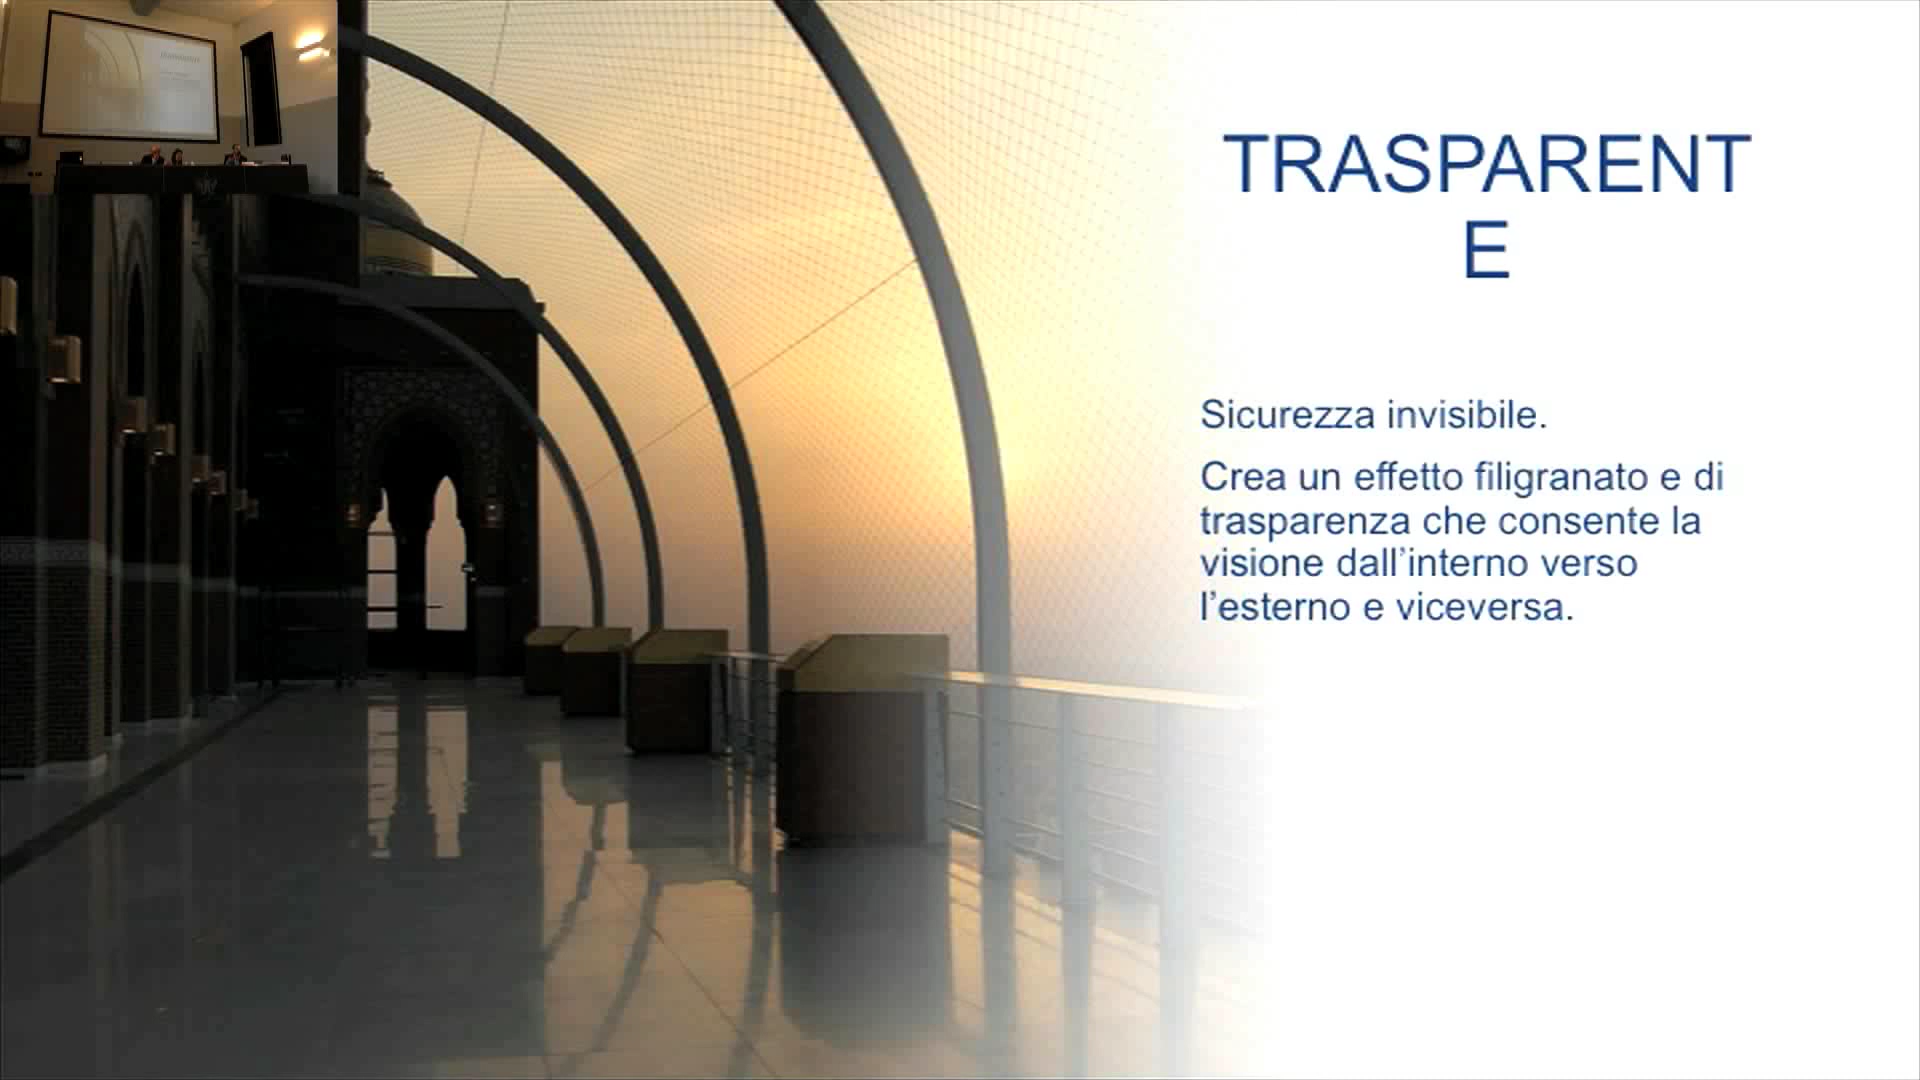 TRASPARENT
E
Sicurezza invisibile.
Crea un effetto filigranato e di
trasparenza che consente la
visione dall’interno verso
l’esterno e viceversa.